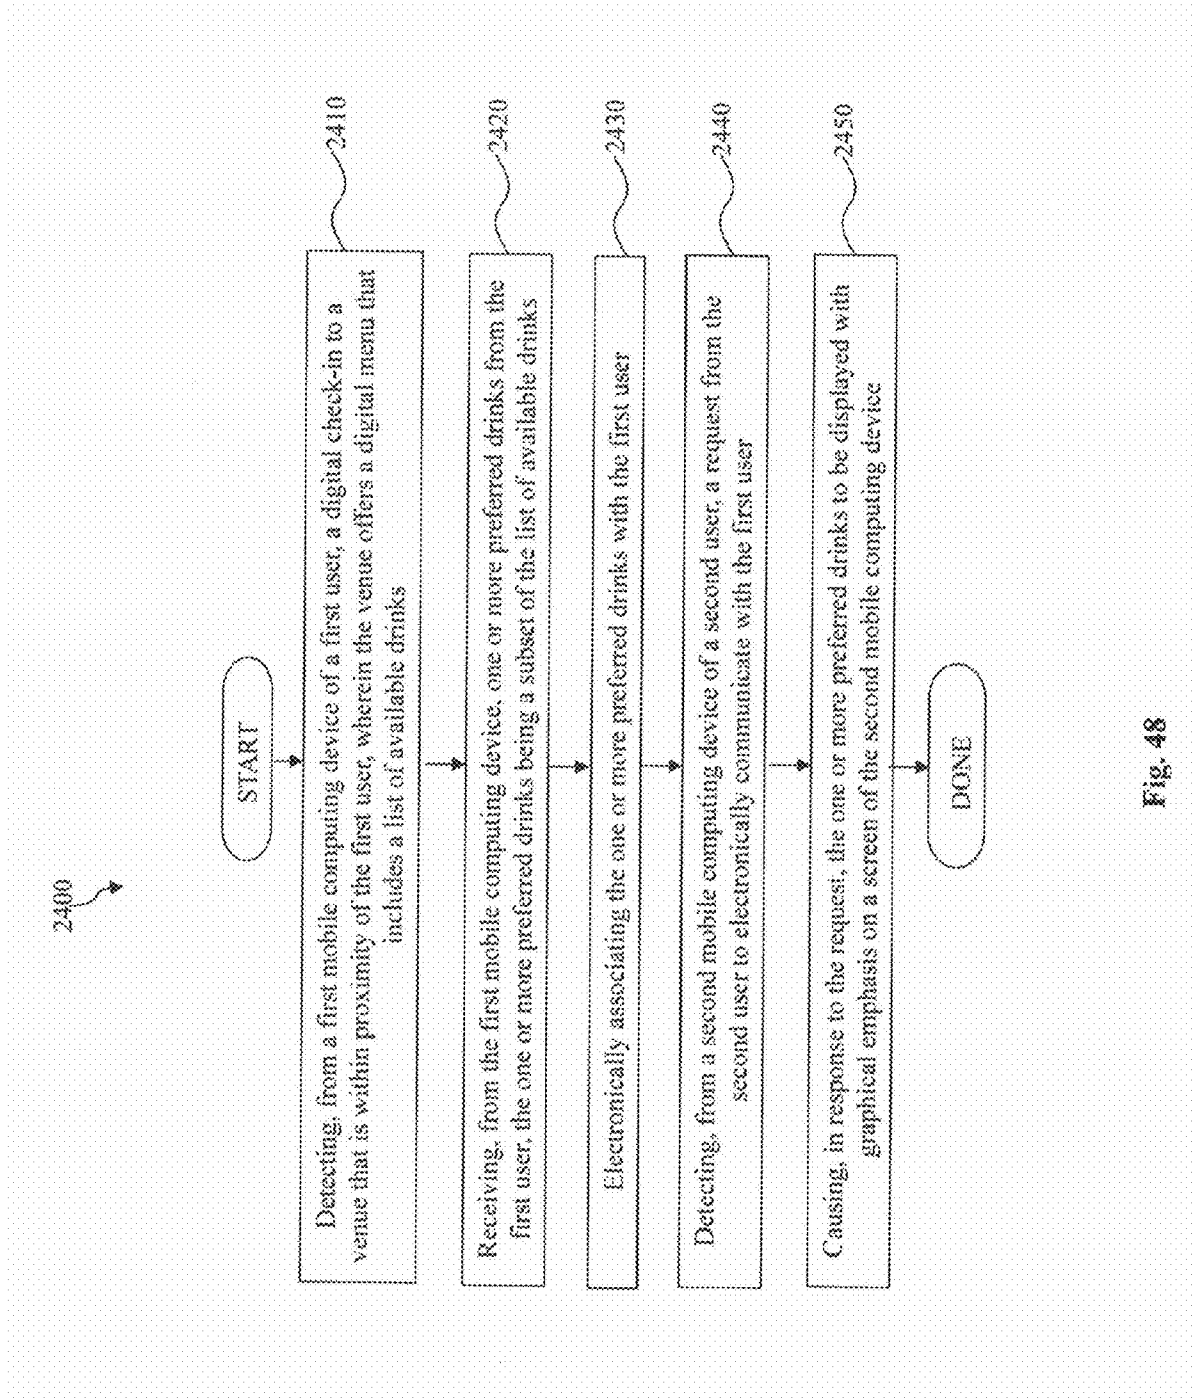 2400
START
Detecting, from a first mobile computing device of a first user, a digital check-in to a
venue that is within proximity of the first user, wherein the venue offers a digital menu that
includes a list of available drinks
2410
Receiving, from the first mobile computing device, one or more preferred drinks from the
first user, the one or more preferred drinks being a subset of the list of available drinks
2420
Electronically associating the one or more preferred drinks with the first user
2430
Detecting, from a second mobile computing device of a second user, a request from the
second user to electronically communicate with the first user
2440
Causing, in response to the request, the one or more preferred drinks to be displayed with
graphical emphasis on a screen of the second mobile computing device
2450
DONE
Fig. 48